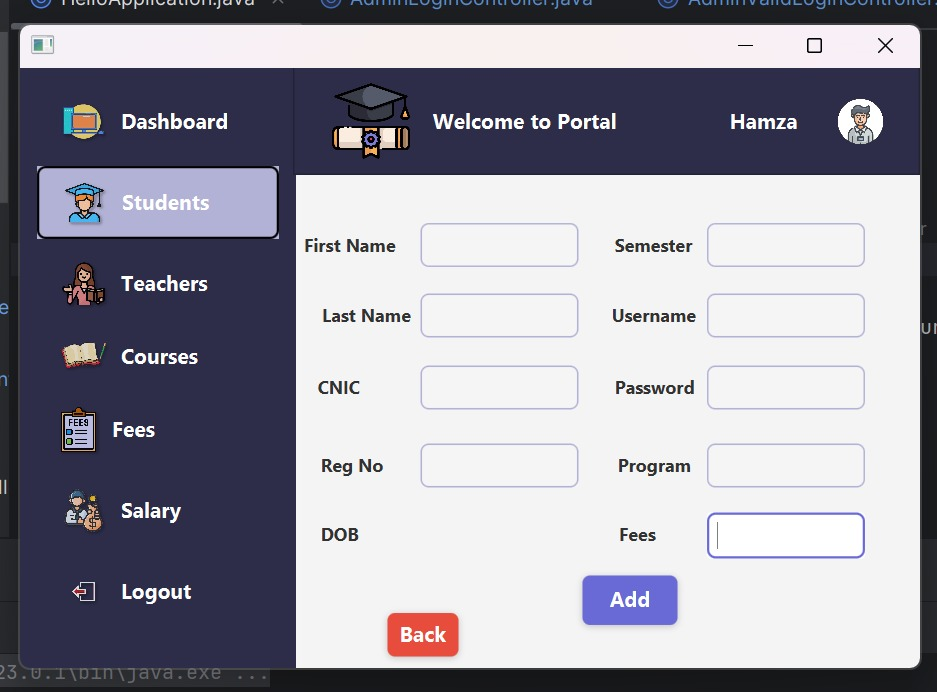 HelloApplication.java AdminLoginController.java AdminValidLoginController.
Dashboard
Students
Teachers
Courses
FEES
Fees
Salary
Logout
Welcome to Portal
Hamza
First Name
Semester
Last Name
Username
CNIC
Password
Reg No
Program
DOB
Fees
Add
Back
23.0.1\bin\java.exe ...